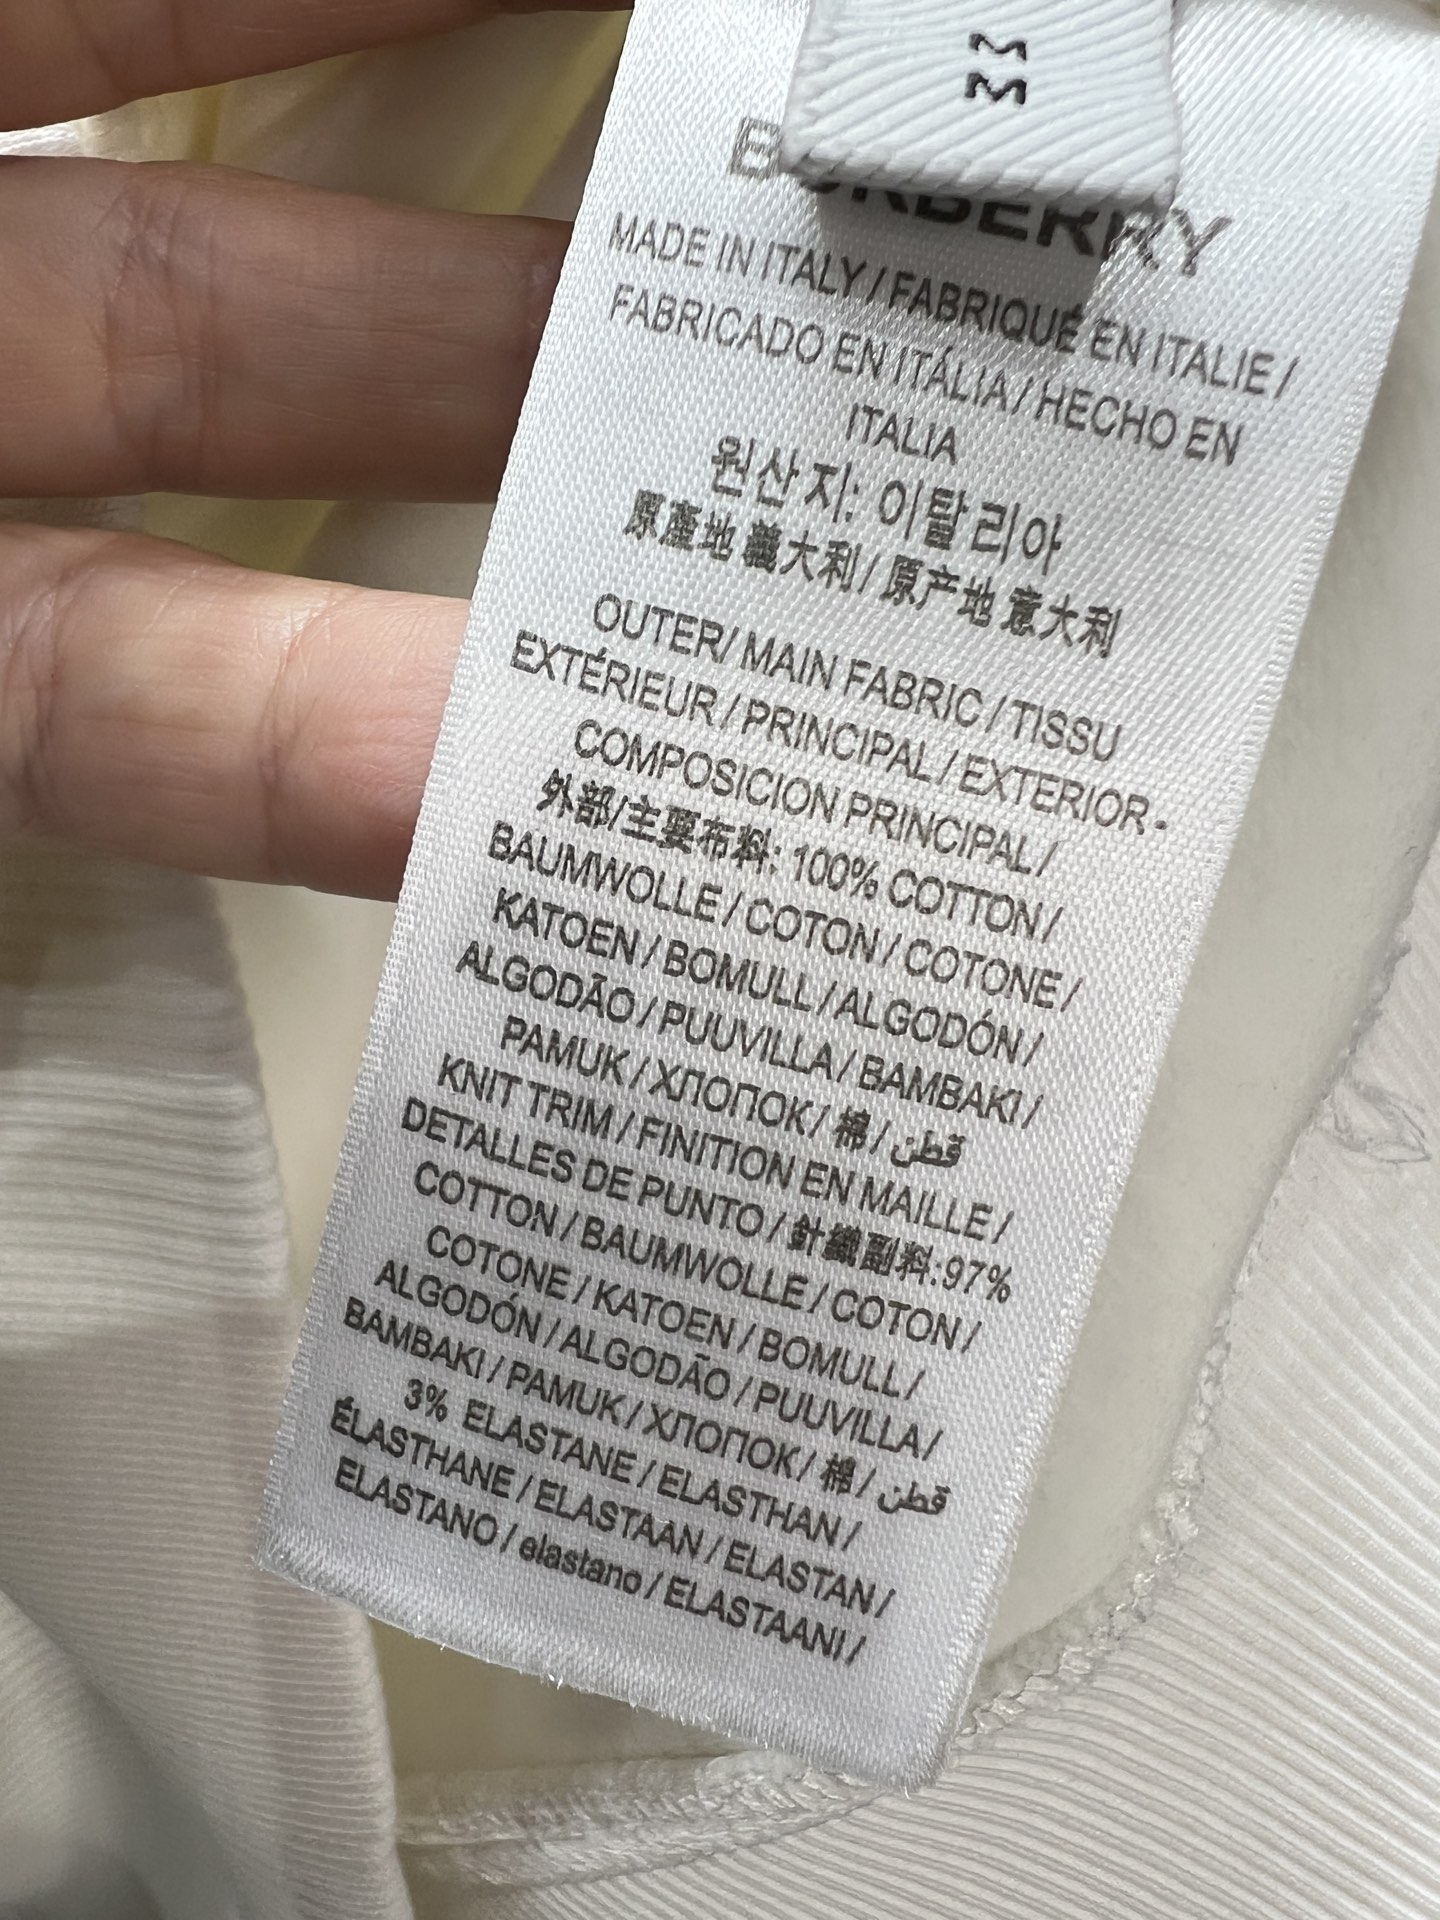 M
M
BURBERRY
MADE IN ITALY / FABRIQUÉ EN ITALIE /
FABRICADO EN ITÁLIA / HECHO EN
ITALIA
원산지: 이탈리아
原產地 義大利 / 原产地 意大利
OUTER/ MAIN FABRIC / TISSU
EXTÉRIEUR / PRINCIPAL / EXTERIOR -
COMPOSICION PRINCIPAL /
外部/主要布料: 100% COTTON /
BAUMWOLLE / COTON / COTONE /
KATOEN / BOMULL / ALGODÓN /
ALGODÃO / PUUVILLA / BAMBAKI /
PAMUK / ХЛОПОК / 棉 / قطن
KNIT TRIM / FINITION EN MAILLE /
DETALLES DE PUNTO / 針織副料:97%
COTTON / BAUMWOLLE / COTON /
COTONE / KATOEN / BOMULL /
ALGODÓN / ALGODÃO / PUUVILLA /
BAMBAKI / PAMUK / ХЛОПОК / 棉 / قطن
3% ELASTANE / ELASTHAN /
ÉLASTHANE / ELASTAAN / ELASTAN /
ELASTANO / elastano / ELASTAANI /